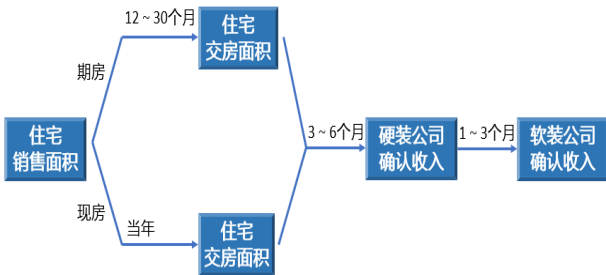 12 ~ 30个月
住宅
交房面积
期房
住宅
销售面积
3 ~ 6个月
硬装公司
确认收入
1 ~ 3个月
软装公司
确认收入
现房
当年
住宅
交房面积